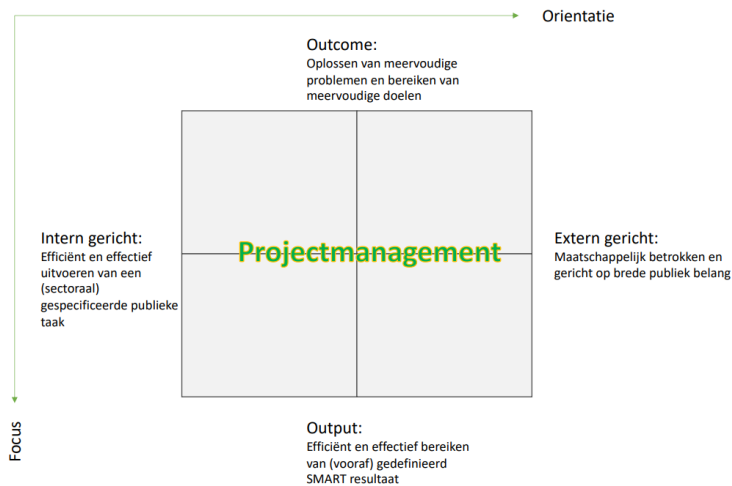 Orientatie
Outcome:
Oplossen van meervoudige
problemen en bereiken van
meervoudige doelen
Intern gericht:
Efficiënt en effectief
uitvoeren van een
(sectoraal)
gespecificeerde publieke
taak
Projectmanagement
Extern gericht:
Maatschappelijk betrokken en
gericht op brede publiek belang
Focus
Output:
Efficiënt en effectief bereiken
van (vooraf) gedefinieerd
SMART resultaat